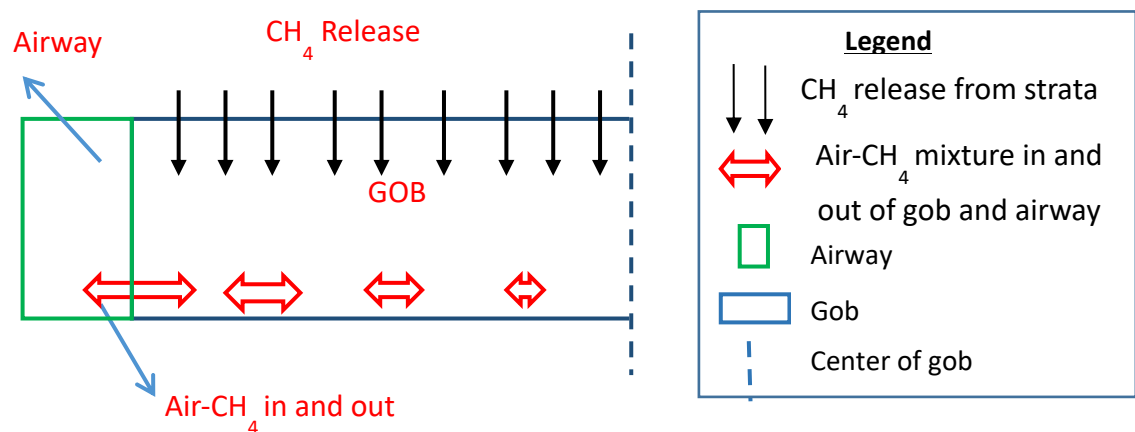 Airway
CH4 Release
GOB
Air-CH4 in and out
Legend
CH4 release from strata
Air-CH4 mixture in and
out of gob and airway
Airway
Gob
Center of gob